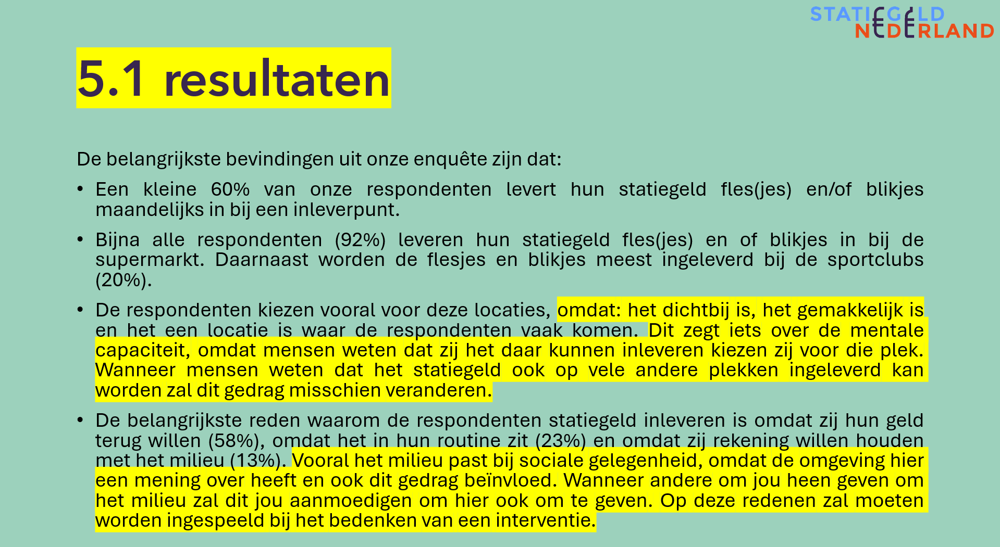 STATIEGELD
NEDERLAND
5.1 resultaten
De belangrijkste bevindingen uit onze enquête zijn dat:
• Een kleine 60% van onze respondenten levert hun statiegeld fles(jes) en/of blikjes
maandelijks in bij een inleverpunt.
• Bijna alle respondenten (92%) leveren hun statiegeld fles(jes) en of blikjes in bij de
supermarkt. Daarnaast worden de flesjes en blikjes meest ingeleverd bij de sportclubs
(20%).
• De respondenten kiezen vooral voor deze locaties, omdat: het dichtbij is, het gemakkelijk is
en het een locatie is waar de respondenten vaak komen. Dit zegt iets over de mentale
capaciteit, omdat mensen weten dat zij het daar kunnen inleveren kiezen zij voor die plek.
Wanneer mensen weten dat het statiegeld ook op vele andere plekken ingeleverd kan
worden zal dit gedrag misschien veranderen.
• De belangrijkste reden waarom de respondenten statiegeld inleveren is omdat zij hun geld
terug willen (58%), omdat het in hun routine zit (23%) en omdat zij rekening willen houden
met het milieu (13%). Vooral het milieu past bij sociale gelegenheid, omdat de omgeving hier
een mening over heeft en ook dit gedrag beïnvloed. Wanneer andere om jou heen geven om
het milieu zal dit jou aanmoedigen om hier ook om te geven. Op deze redenen zal moeten
worden ingespeeld bij het bedenken van een interventie.